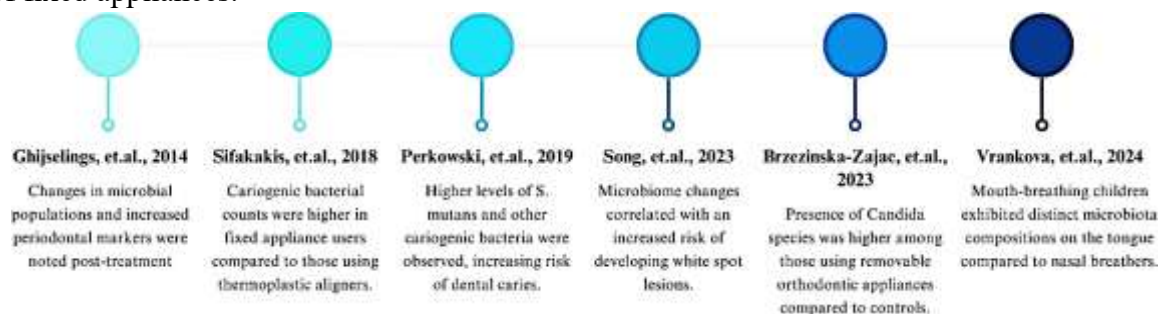 fixed appliances.
Ghijselings, et.al., 2014
Changes in microbial
populations and increased
periodontal markers were
noted post-treatment
Sifakakis, et.al., 2018
Cariogenic bacterial
counts were higher in
fixed appliance users
compared to those using
thermoplastic aligners.
Perkowski, et.al., 2019
Higher levels of S.
mutans and other
cariogenic bacteria were
observed, increasing risk
of dental caries.
Song, et.al., 2023
Microbiome changes
correlated with an
increased risk of
developing white spot
lesions.
Brzezinska-Zajac, et.al.,
2023
Presence of Candida
species was higher among
those using removable
orthodontic appliances
compared to controls.
Vrankova, et.al., 2024
Mouth-breathing children
exhibited distinct microbiota
compositions on the tongue
compared to nasal breathers.